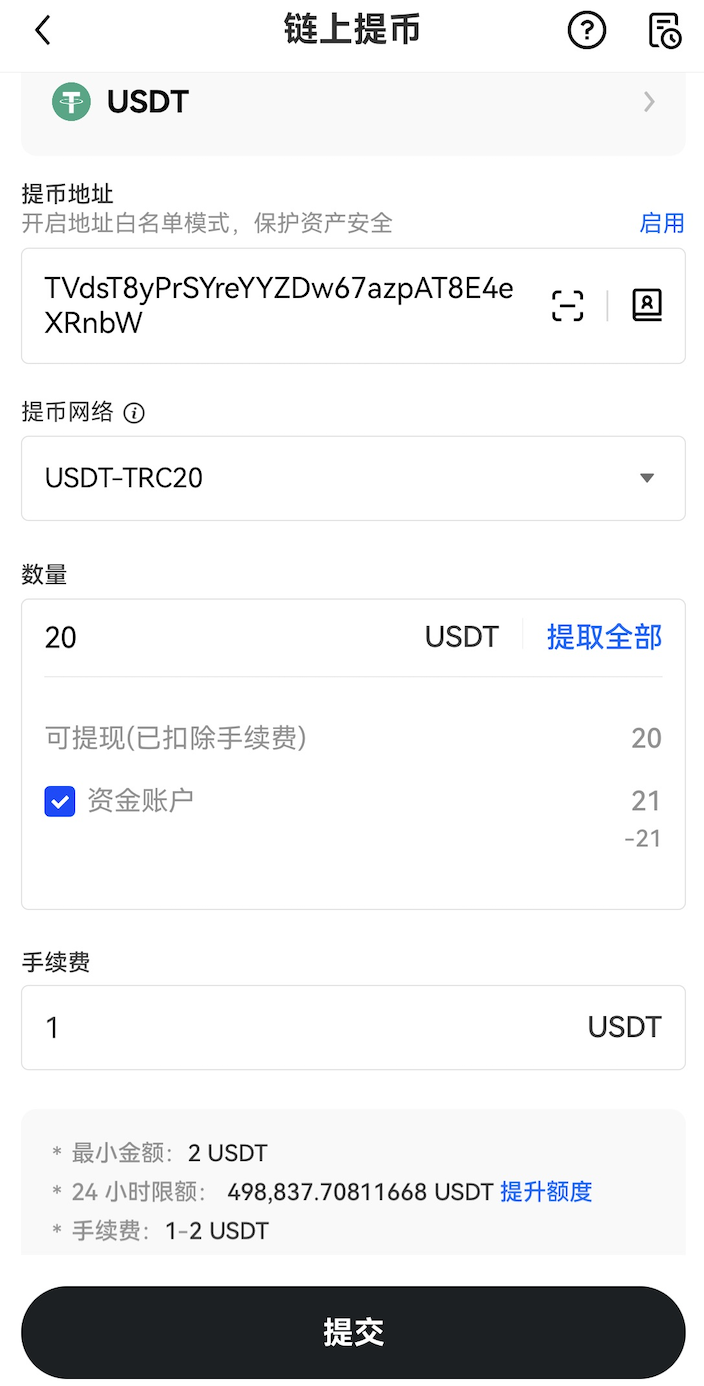 链上提币
USDT
提币地址
开启地址白名单模式，保护资产安全 启用
TVdsT8yPrSYreYYZDw67azpAT8E4e
XRnbW
提币网络
USDT-TRC20
数量
20 USDT 提取全部
可提现(已扣除手续费) 20
资金账户 21
-21
手续费
1 USDT
* 最小金额： 2 USDT
* 24 小时限额： 498,837.70811668 USDT 提升额度
* 手续费： 1-2 USDT
提交